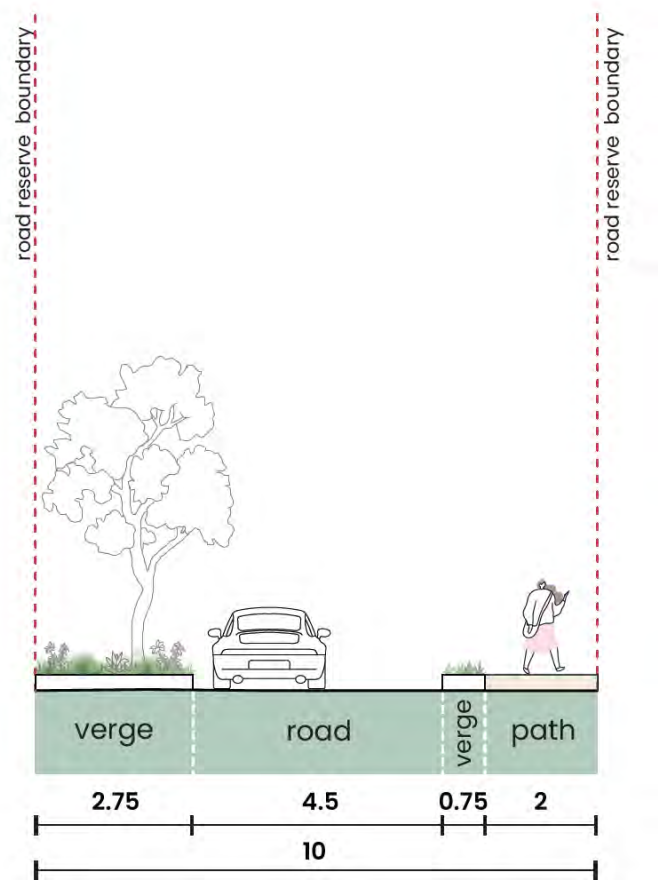 road reserve boundary
road reserve boundary
verge
road
verge
path
2.75
4.5
0.75
2
10